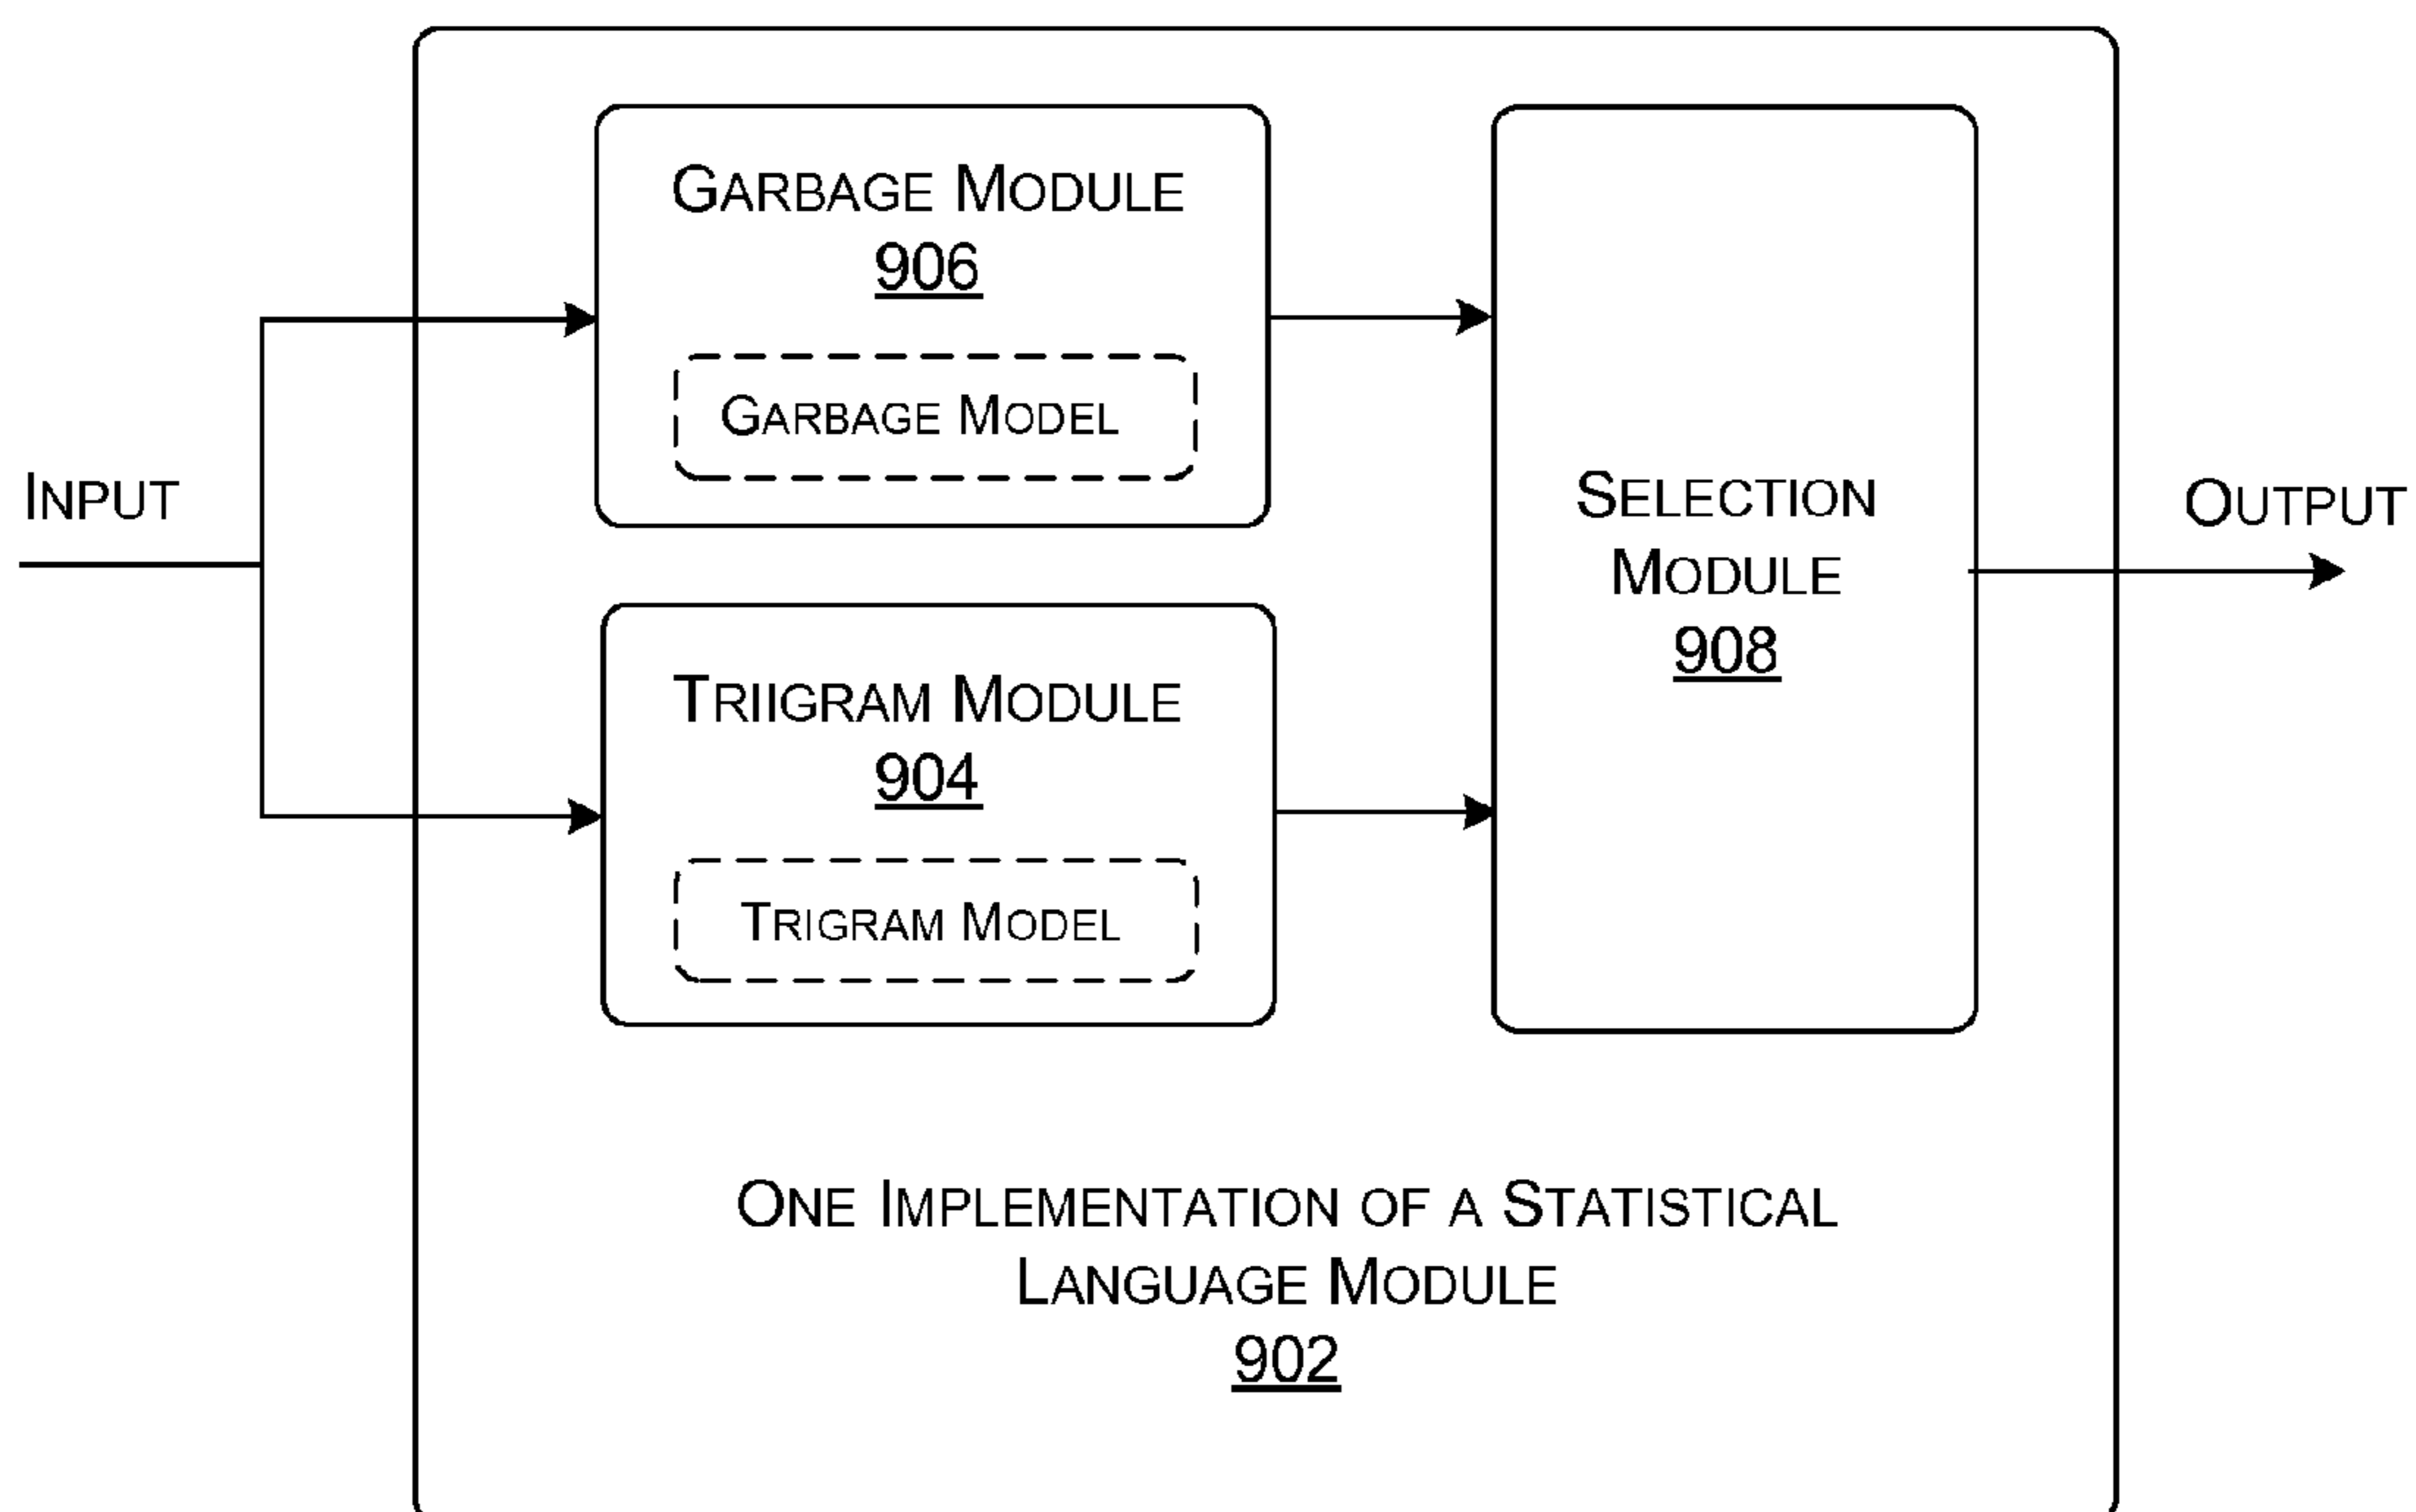 INPUT
GARBAGE MODULE
906
GARBAGE MODEL
TRIIGRAM MODULE
904
TRIGRAM MODEL
SELECTION
MODULE
908
OUTPUT
ONE IMPLEMENTATION OF A STATISTICAL
LANGUAGE MODULE
902